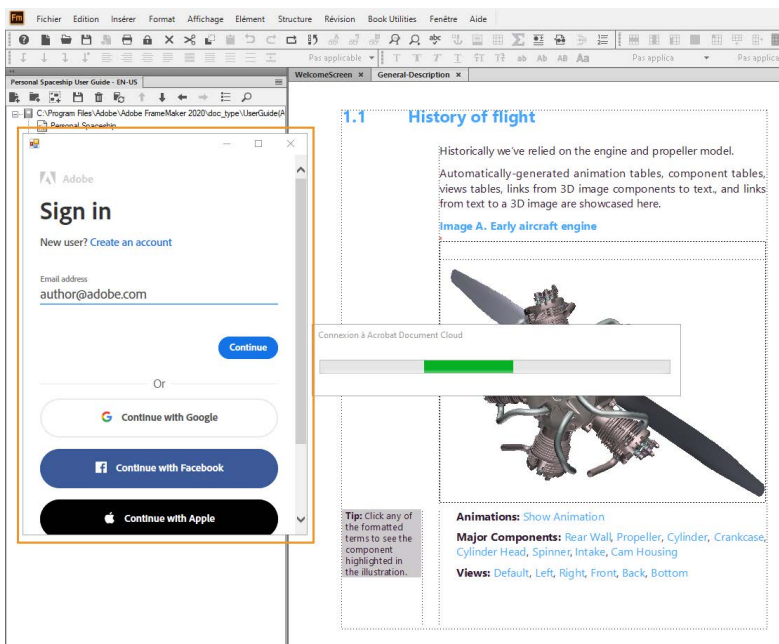 Fm Fichier Edition Insérer Format Affichage Elément Structure Révision Book Utilities Fenêtre Aide
Pas applicable
Pas applica
Pas applica
Personal Spaceship User Guide - EN-US
WelcomeScreen × General-Description ×
C:\Program Files\Adobe\Adobe FrameMaker 2020\doc_type\UserGuide(A
Personal Spaceship
Adobe
Sign in
New user? Create an account
Email address
author@adobe.com
Continue
Or
Continue with Google
Continue with Facebook
Continue with Apple
Connexion à Acrobat Document Cloud
1.1 History of flight
Historically we've relied on the engine and propeller model.
Automatically-generated animation tables, component tables,
views tables, links from 3D image components to text., and links
from text to a 3D image are showcased here.
Image A. Early aircraft engine
Tip: Click any of
the formatted
terms to see the
component
highlighted in
the illustration.
Animations: Show Animation
Major Components: Rear Wall, Propeller, Cylinder, Crankcase,
Cylinder Head, Spinner, Intake, Cam Housing
Views: Default, Left, Right, Front, Back, Bottom